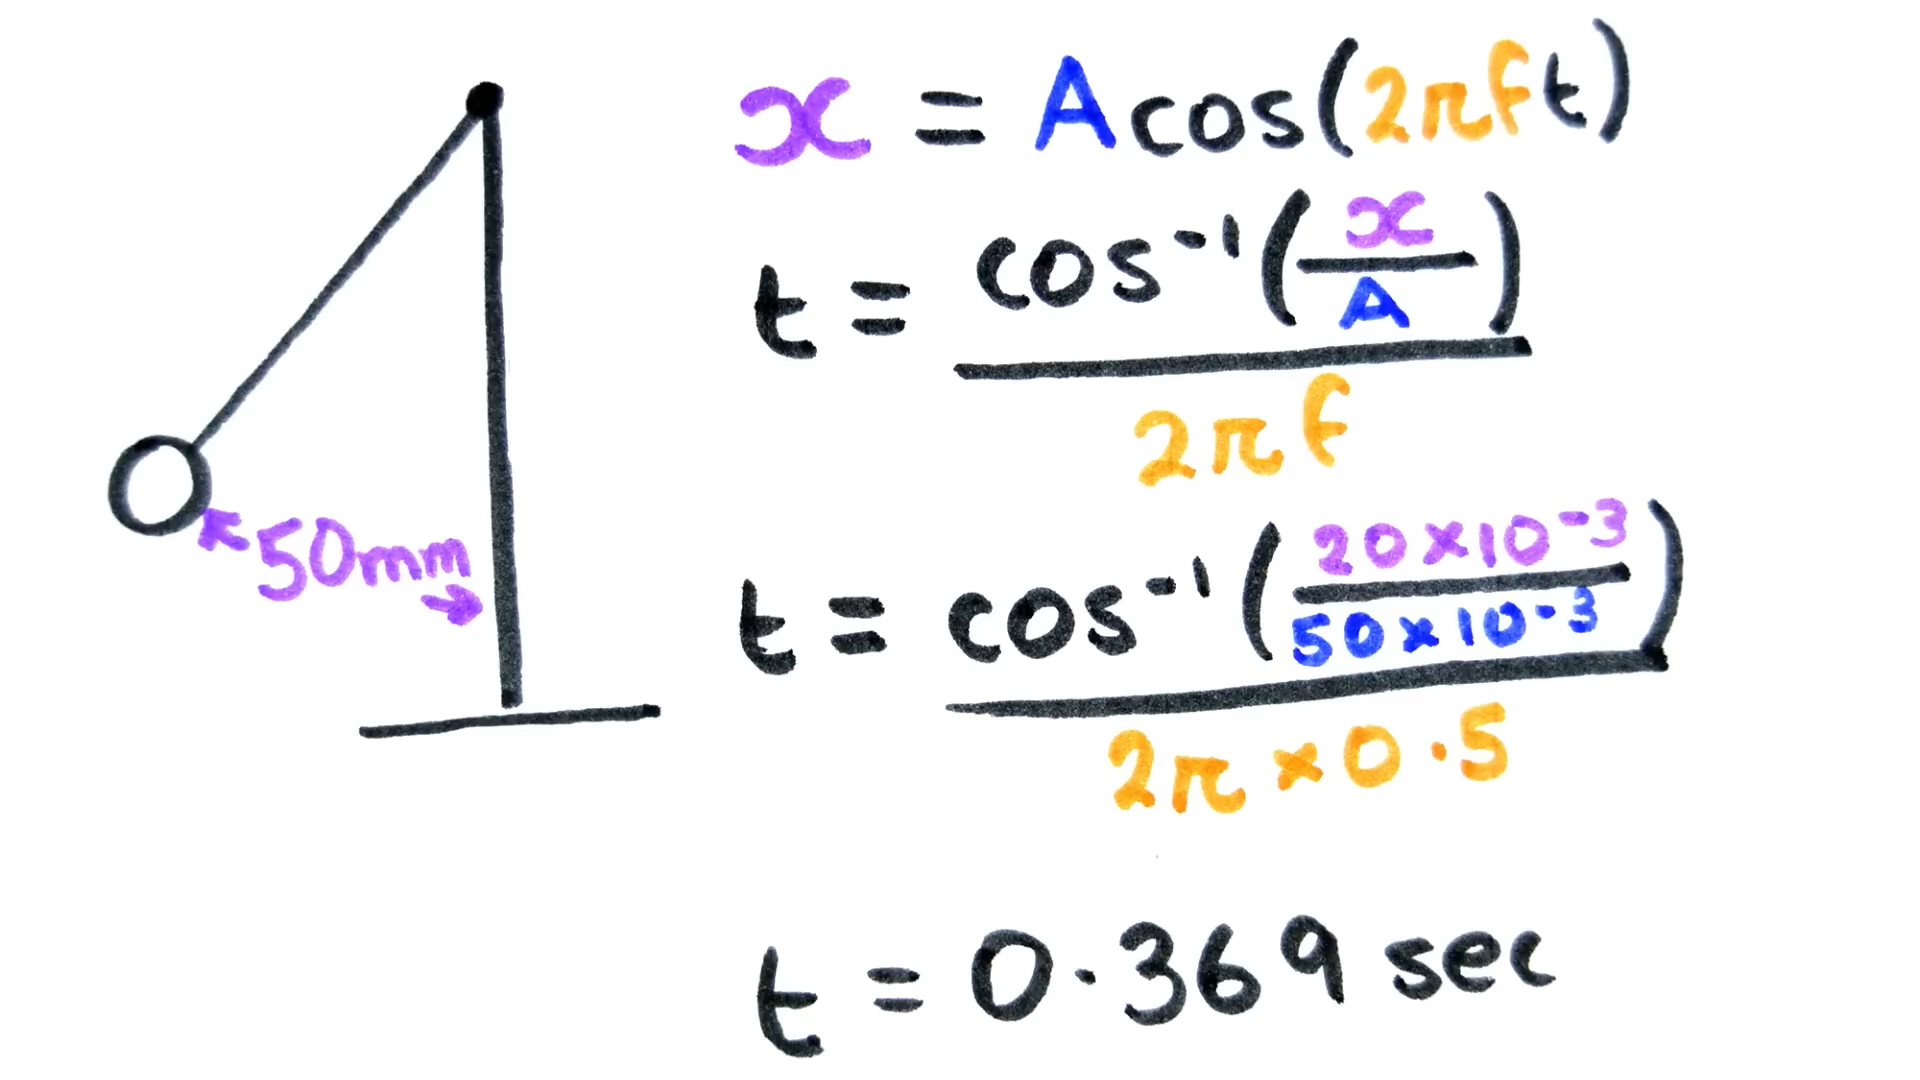 x = A cos(2πft)
t = cos⁻¹(x/A) / 2πf
50mm
t = cos⁻¹(20×10⁻³/50×10⁻³) / 2π×0.5
t = 0.369 sec